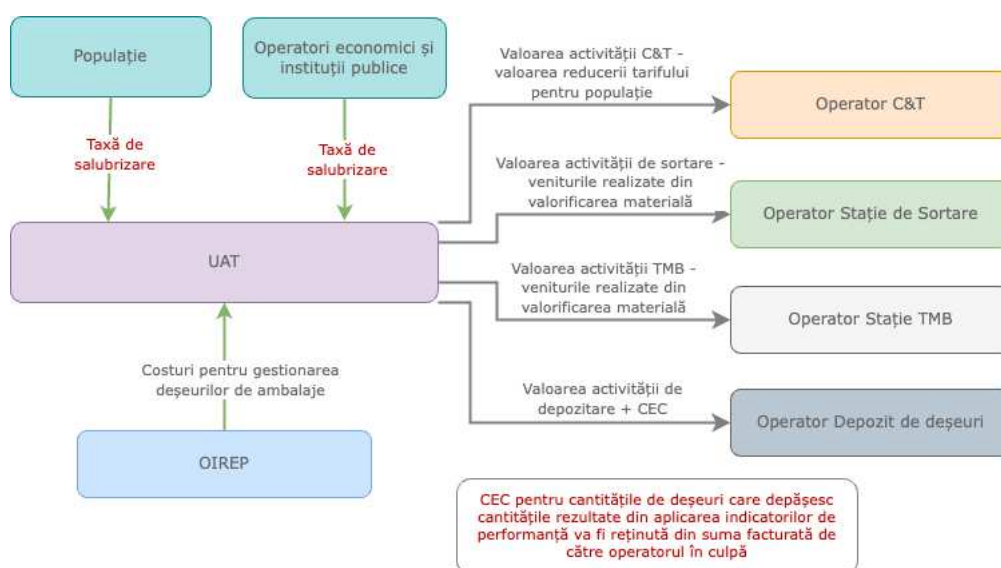 Populație
Operatori economici și
instituții publice
Valoarea activității C&T -
valoarea reducerii tarifului
pentru populație
Operator C&T
Taxă de
salubrizare
Taxă de
salubrizare
Valoarea activității de sortare -
veniturile realizate din
valorificarea materială
Operator Stație de Sortare
UAT
Valoarea activității TMB -
veniturile realizate din
valorificarea materială
Operator Stație TMB
Costuri pentru gestionarea
deșeurilor de ambalaje
Valoarea activității de
depozitare + CEC
Operator Depozit de deșeuri
OIREP
CEC pentru cantitățile de deșeuri care depășesc
cantitățile rezultate din aplicarea indicatorilor de
performanță va fi reținută din suma facturată de
către operatorul în culpă